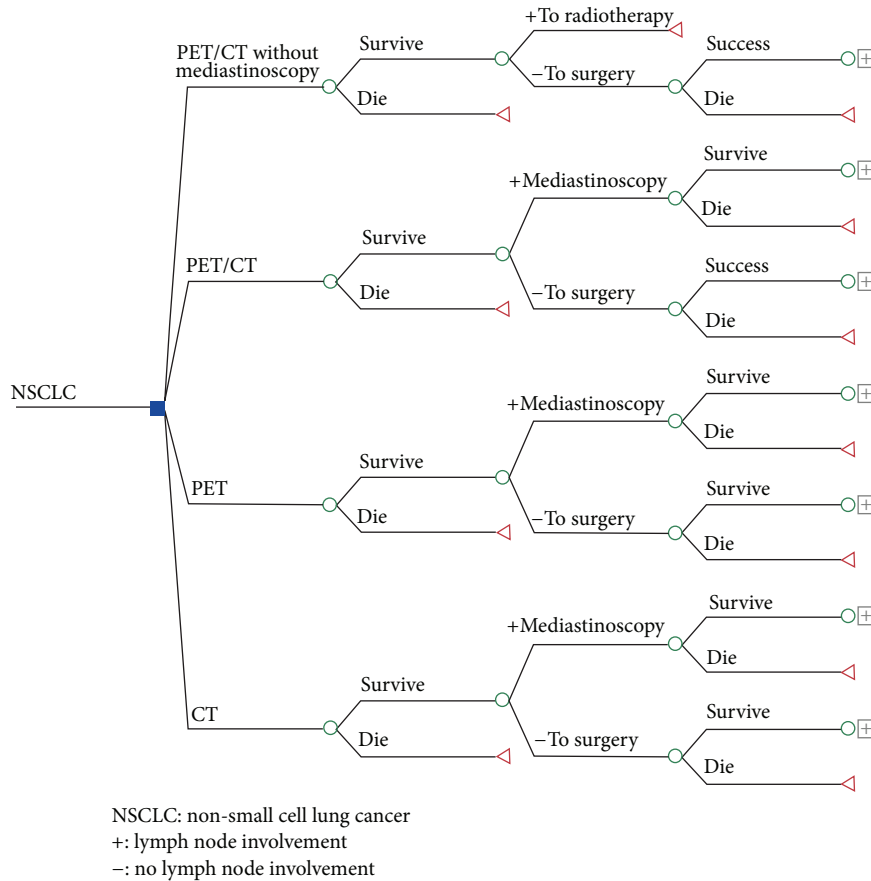 +To radiotherapy
PET/CT without
mediastinoscopy
Survive
Success
−To surgery
Die
Die
Survive
+Mediastinoscopy
Die
Survive
PET/CT
Success
Die
−To surgery
Die
Survive
NSCLC
+Mediastinoscopy
Die
Survive
PET
Survive
Die
−To surgery
Die
Survive
+Mediastinoscopy
Die
Survive
CT
Survive
Die
−To surgery
Die
NSCLC: non-small cell lung cancer
+: lymph node involvement
−: no lymph node involvement